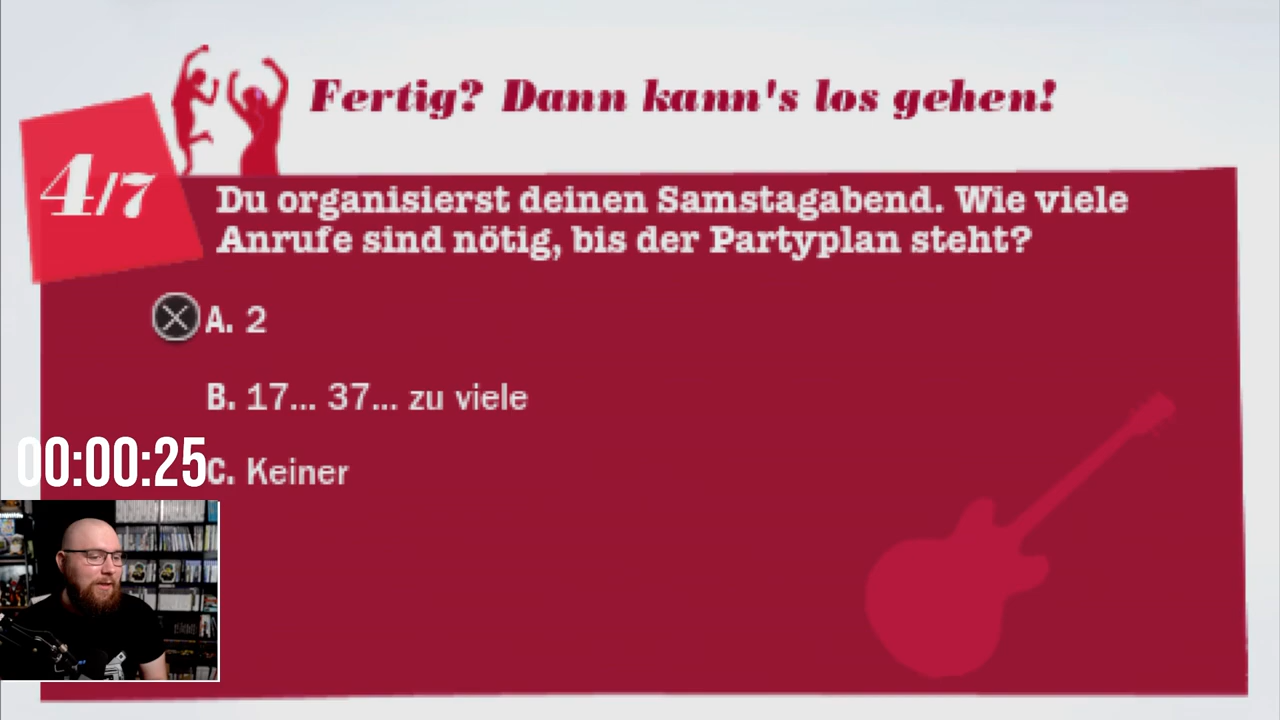 Fertig? Dann kann's los gehen!
4/7
Du organisierst deinen Samstagabend. Wie viele
Anrufe sind nötig, bis der Partyplan steht?
A. 2
B. 17... 37... zu viele
00:00:25
C. Keiner